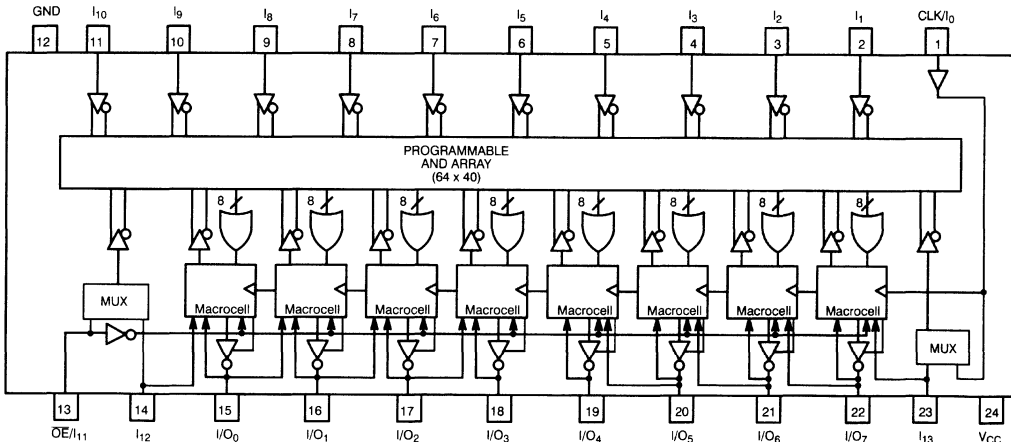 GND I10 I9 I8 I7 I6 I5 I4 I3 I2 I1 CLK/I0
12 11 10 9 8 7 6 5 4 3 2 1
PROGRAMMABLE
AND ARRAY
(64 x 40)
8 8 8 8 8 8 8 8
MUX
Macrocell Macrocell Macrocell Macrocell Macrocell Macrocell Macrocell Macrocell
MUX
13 14 15 16 17 18 19 20 21 22 23 24
OE/I11 I12 I/O0 I/O1 I/O2 I/O3 I/O4 I/O5 I/O6 I/O7 I13 VCC